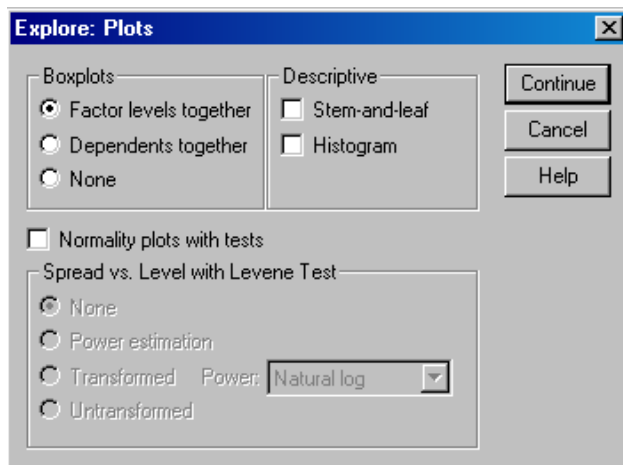 Explore: Plots
Boxplots
Factor levels together
Dependents together
None
Descriptive
Stem-and-leaf
Histogram
Continue
Cancel
Help
Normality plots with tests
Spread vs. Level with Levene Test
None
Power estimation
Transformed Power: Natural log
Untransformed